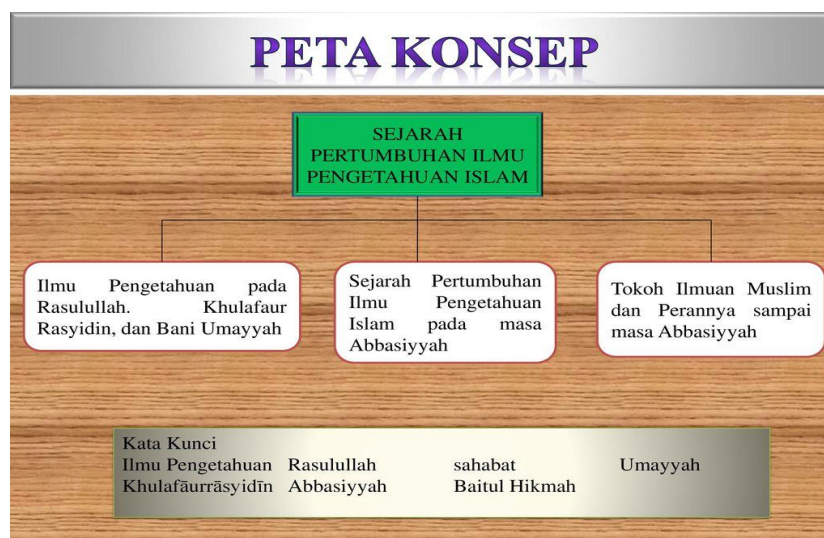 PETA KONSEP
SEJARAH
PERTUMBUHAN ILMU
PENGETAHUAN ISLAM
Ilmu Pengetahuan pada
Rasulullah. Khulafaur
Rasyidin, dan Bani Umayyah
Sejarah Pertumbuhan
Ilmu Pengetahuan
Islam pada masa
Abbasiyyah
Tokoh Ilmuan Muslim
dan Perannya sampai
masa Abbasiyyah
Kata Kunci
Ilmu Pengetahuan Rasulullah sahabat Umayyah
Khulafāurrāsyidīn Abbasiyyah Baitul Hikmah